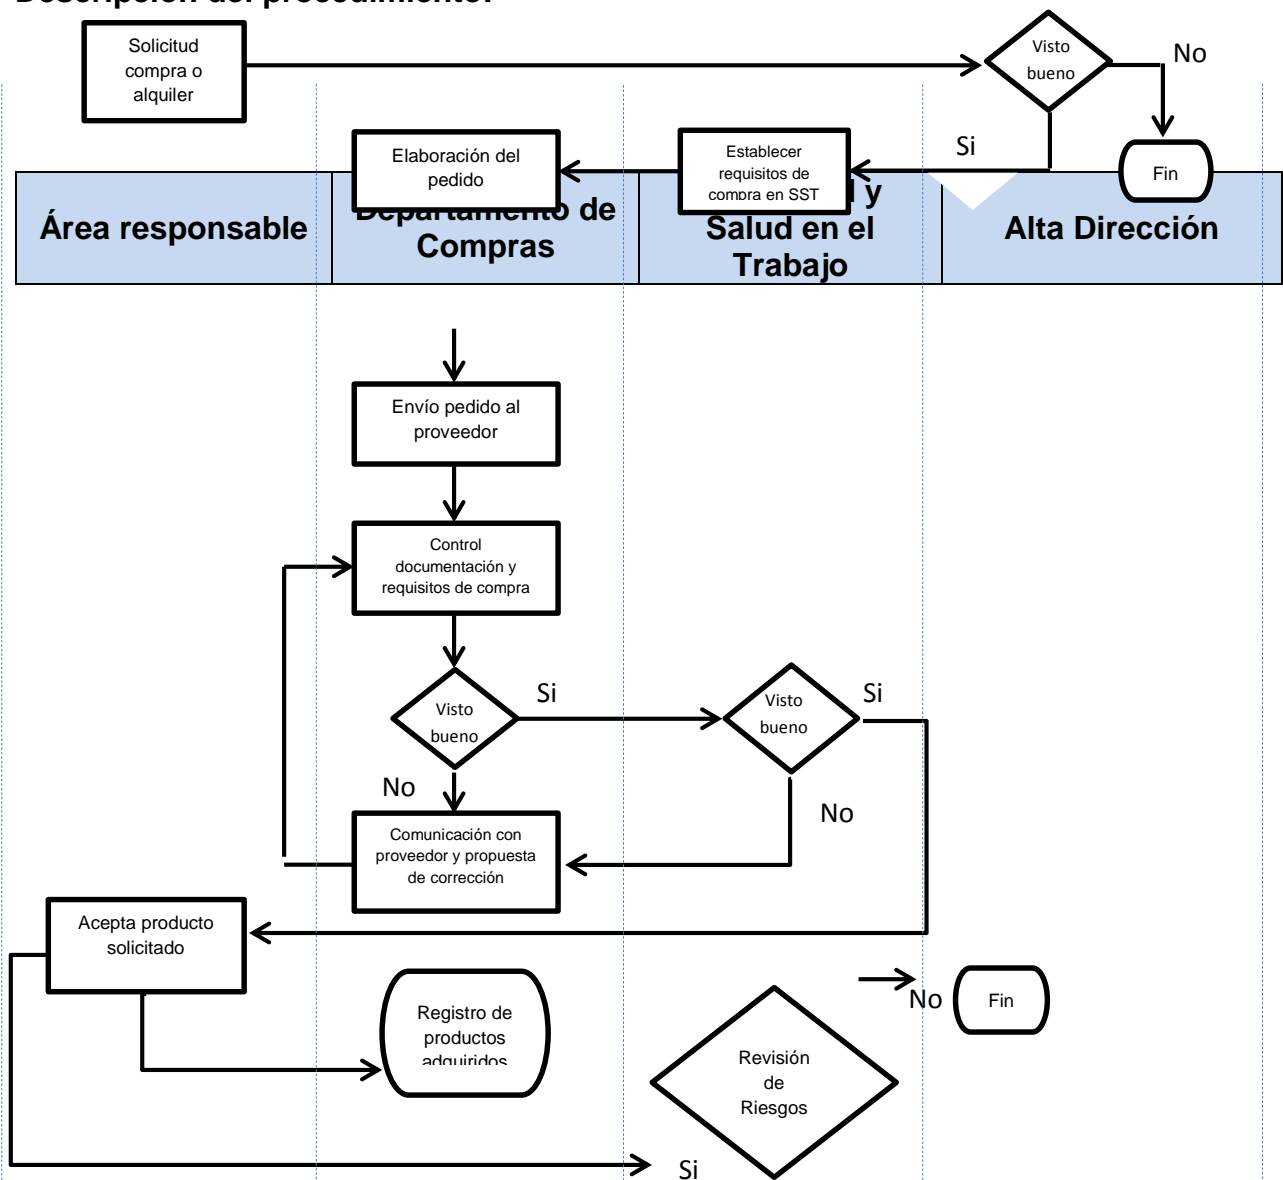 Descripción del procedimiento:
Solicitud
compra o
alquiler
Visto
bueno
No
Si
Fin
Elaboración del
pedido
Establecer
requisitos de
compra en SST
Área responsable
Departamento de
Compras
y
Salud en el
Trabajo
Alta Dirección
Envío pedido al
proveedor
Control
documentación y
requisitos de compra
Visto
bueno
Si
Visto
bueno
Si
No
No
Comunicación con
proveedor y propuesta
de corrección
Acepta producto
solicitado
Registro de
productos
adquiridos
No
Fin
Revisión
de
Riesgos
Si